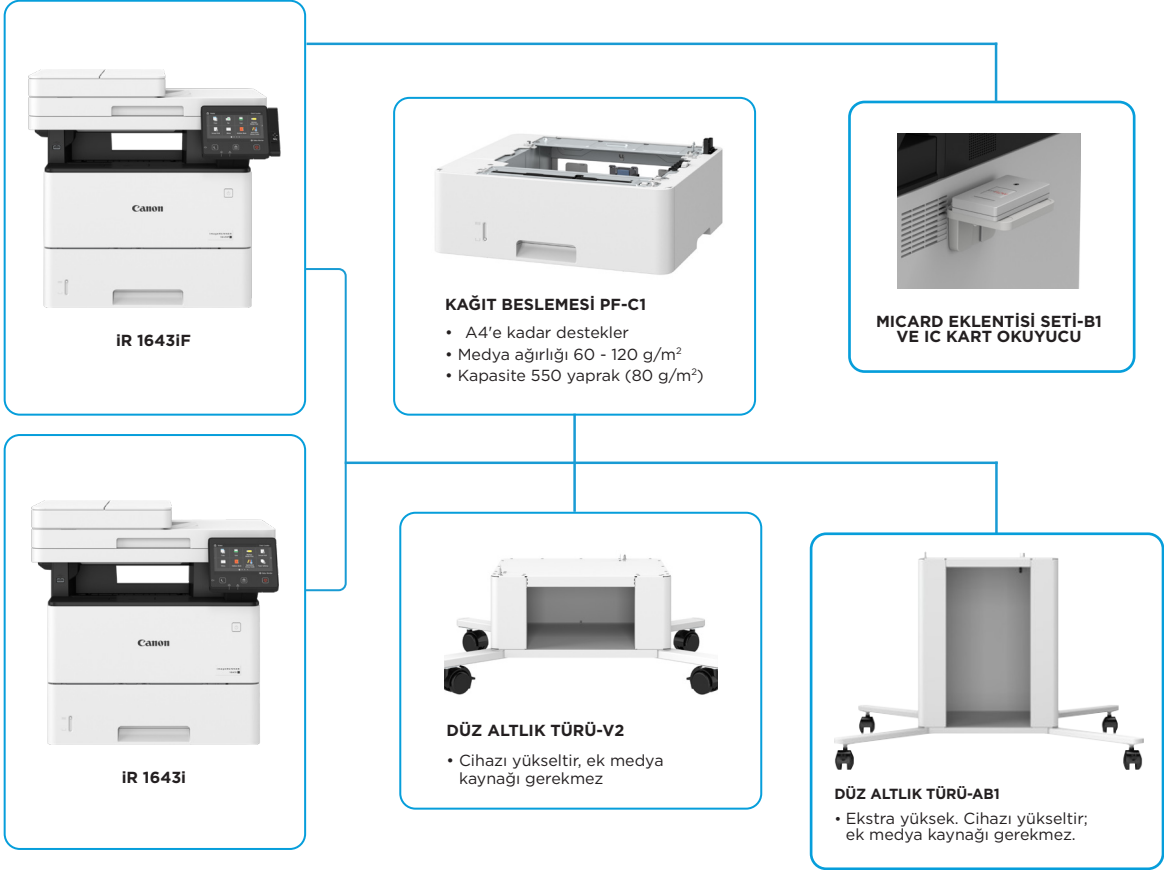 Canon
iR 1643iF
KAĞIT BESLEMESİ PF-C1
• A4'e kadar destekler
• Medya ağırlığı 60 - 120 g/m²
• Kapasite 550 yaprak (80 g/m²)
MICARD EKLENTİSİ SETİ-B1
VE IC KART OKUYUCU
Canon
iR 1643i
DÜZ ALTLIK TÜRÜ-V2
• Cihazı yükseltir, ek medya
kaynağı gerekmez
DÜZ ALTLIK TÜRÜ-AB1
• Ekstra yüksek. Cihazı yükseltir;
ek medya kaynağı gerekmez.